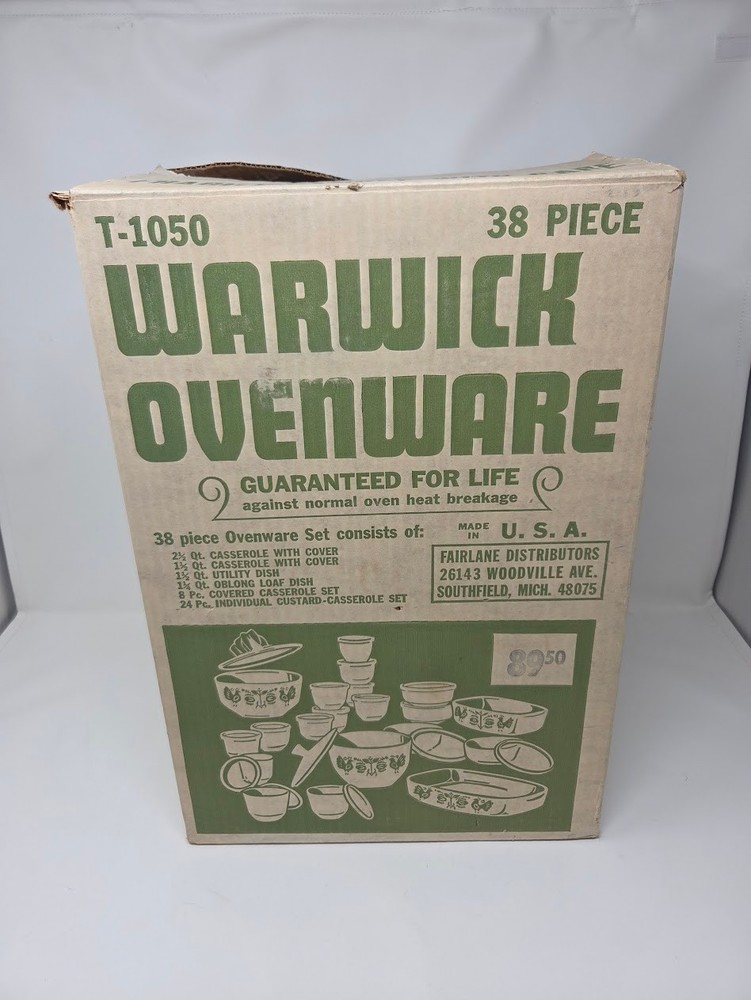 T-1050
38 PIECE
WARWICK
OVENWARE
GUARANTEED FOR LIFE
against normal oven heat breakage
38 piece Ovenware Set consists of:
2½ Qt. CASSEROLE WITH COVER
1½ Qt. CASSEROLE WITH COVER
1½ Qt. UTILITY DISH
1½ Qt. OBLONG LOAF DISH
8 Pc. COVERED CASSEROLE SET
24 Pc. INDIVIDUAL CUSTARD-CASSEROLE SET
MADE IN U. S. A.
FAIRLANE DISTRIBUTORS
26143 WOODVILLE AVE.
SOUTHFIELD, MICH. 48075
8950